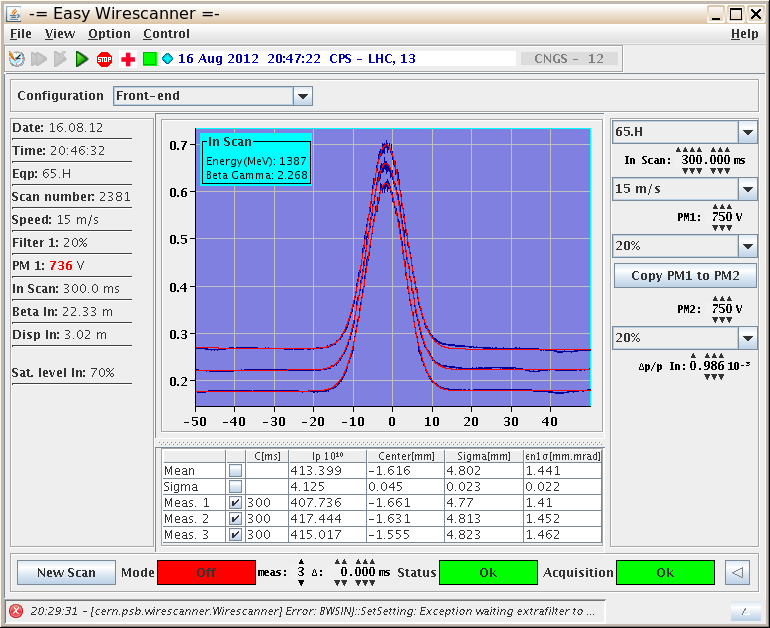 -= Easy Wirescanner =-
File View Option Control Help
STOP 16 Aug 2012 20:47:22 CPS - LHC, 13 CNGS - 12
Configuration Front-end
Date: 16.08.12
Time: 20:46:32
Eqp: 65.H
Scan number: 2381
Speed: 15 m/s
Filter 1: 20%
PM 1: 736 V
In Scan: 300.0 ms
Beta In: 22.33 m
Disp In: 3.02 m
Sat. level In: 70%
In Scan
Energy(MeV): 1387
Beta Gamma: 2.268
0.7
0.6
0.5
0.4
0.3
0.2
-50 -40 -30 -20 -10 0 10 20 30 40
65.H
In Scan: 300.000 ms
15 m/s
PM1: 750 V
20%
Copy PM1 to PM2
PM2: 750 V
20%
Δp/p In: 0.986 10⁻³
C[ms] Ip 10¹⁰ Center[mm] Sigma[mm] εn1σ[mm.mrad]
Mean 413.399 -1.616 4.802 1.441
Sigma 4.125 0.045 0.023 0.022
Meas. 1 300 407.736 -1.661 4.77 1.41
Meas. 2 300 417.444 -1.631 4.813 1.452
Meas. 3 300 415.017 -1.555 4.823 1.462
New Scan Mode Off meas: 3 Δ: 0.000 ms Status Ok Acquisition Ok
20:29:31 - [cern.psb.wirescanner.Wirescanner] Error: BWSINJ::SetSetting: Exception waiting extrafilter to ...